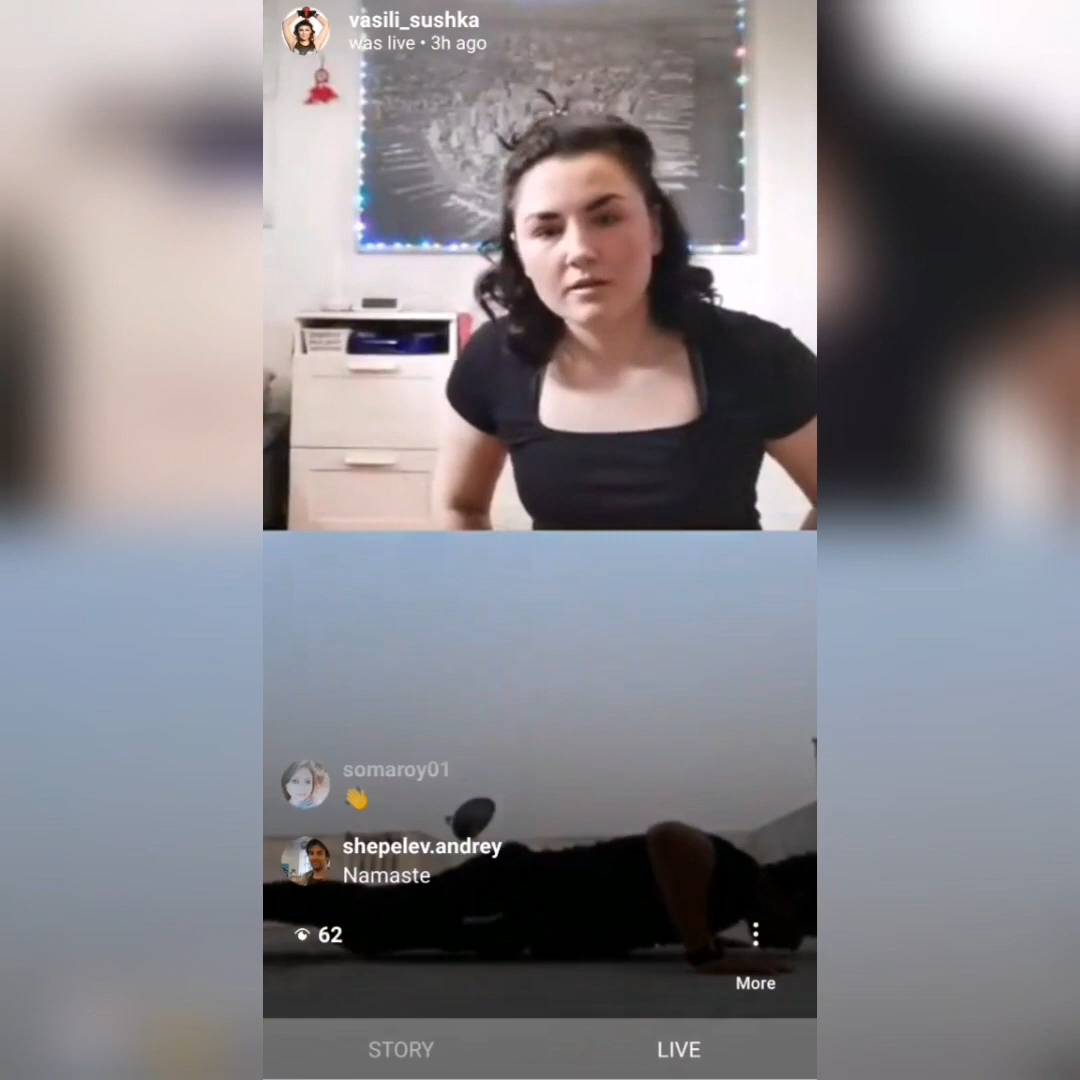 vasili_sushka
was live • 3h ago
somaroy01
👏
shepelev.andrey
Namaste
62
More
STORY
LIVE